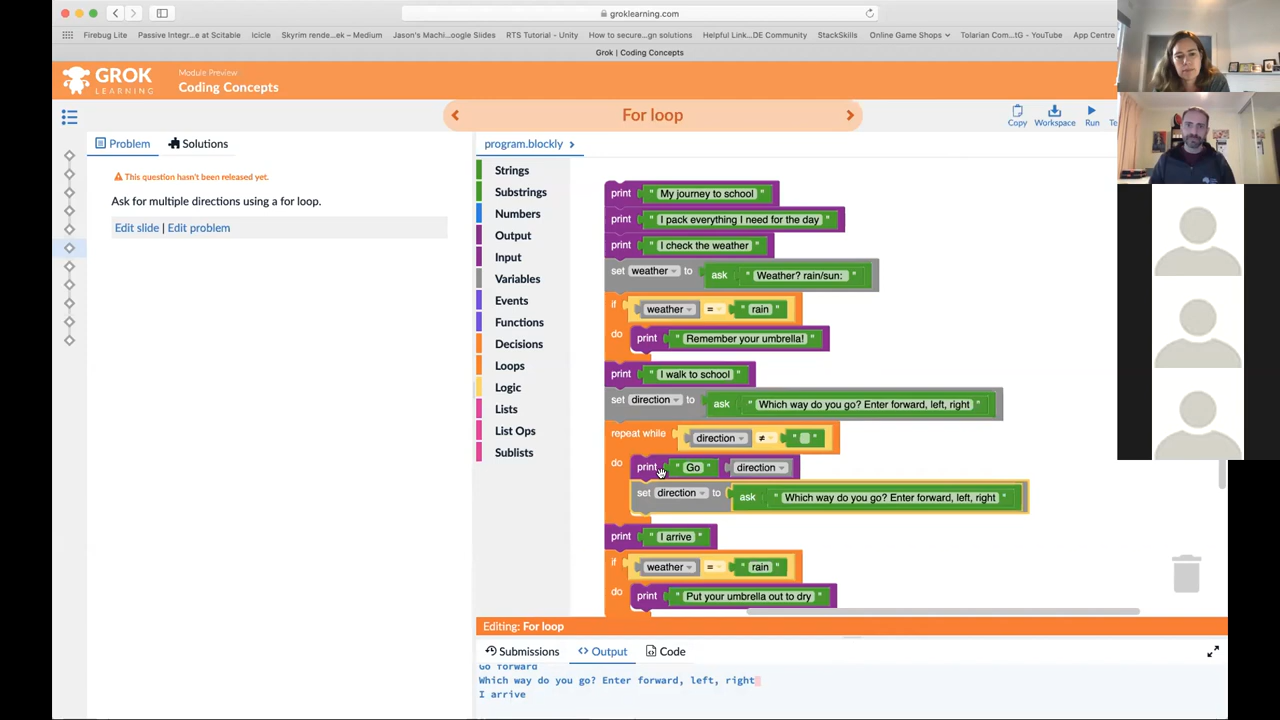 groklearning.com
Firebug Lite Passive Integr...e at Scitable Icicle Skyrim rende...ek – Medium Jason's Machi...oogle Slides RTS Tutorial - Unity How to secure...gn solutions Helpful Link...DE Community StackSkills Online Game Shops Tolarian Com...tG - YouTube App Centre
Grok | Coding Concepts
GROK
LEARNING
Module Preview
Coding Concepts
For loop
Copy Workspace Run
Problem Solutions
This question hasn't been released yet.
Ask for multiple directions using a for loop.
Edit slide | Edit problem
program.blockly
Strings
Substrings
Numbers
Output
Input
Variables
Events
Functions
Decisions
Loops
Logic
Lists
List Ops
Sublists
print " My journey to school "
print " I pack everything I need for the day "
print " I check the weather "
set weather to ask " Weather? rain/sun: "
if weather = " rain "
do print " Remember your umbrella! "
print " I walk to school "
set direction to ask " Which way do you go? Enter forward, left, right "
repeat while direction ≠ " "
do print " Go " direction
set direction to ask " Which way do you go? Enter forward, left, right "
print " I arrive "
if weather = " rain "
do print " Put your umbrella out to dry "
Editing: For loop
Submissions Output Code
Go forward
Which way do you go? Enter forward, left, right
I arrive